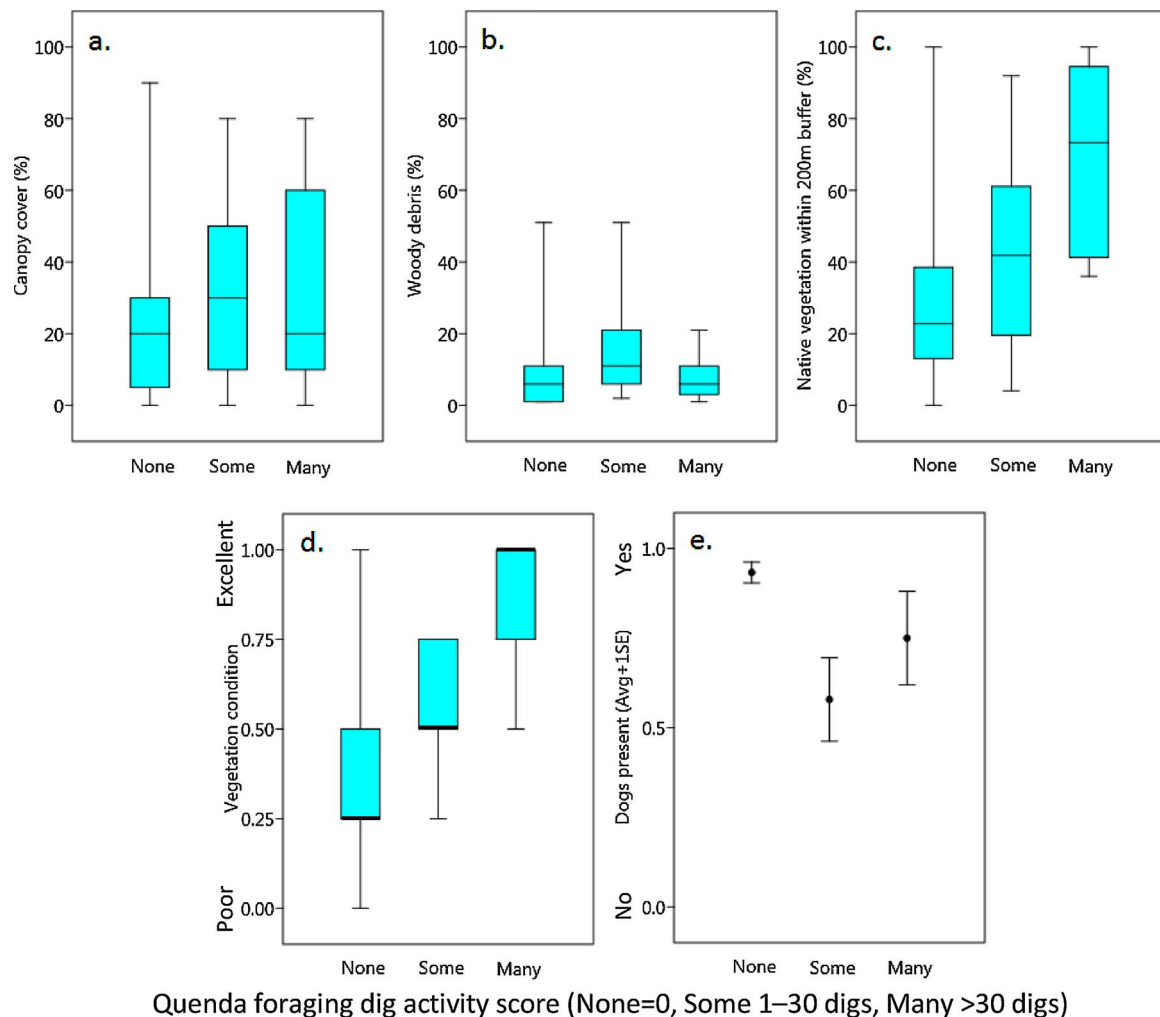 a.
100
80
60
40
20
0
Canopy cover (%)
None Some Many
b.
100
80
60
40
20
0
Woody debris (%)
None Some Many
c.
100
80
60
40
20
0
Native vegetation within 200m buffer (%)
None Some Many
d.
Excellent
Vegetation condition
Poor
1.00
0.75
0.50
0.25
0.00
None Some Many
e.
Yes
Dogs present (Avg+1SE)
No
1.0
0.5
0.0
None Some Many
Quenda foraging dig activity score (None=0, Some 1–30 digs, Many >30 digs)